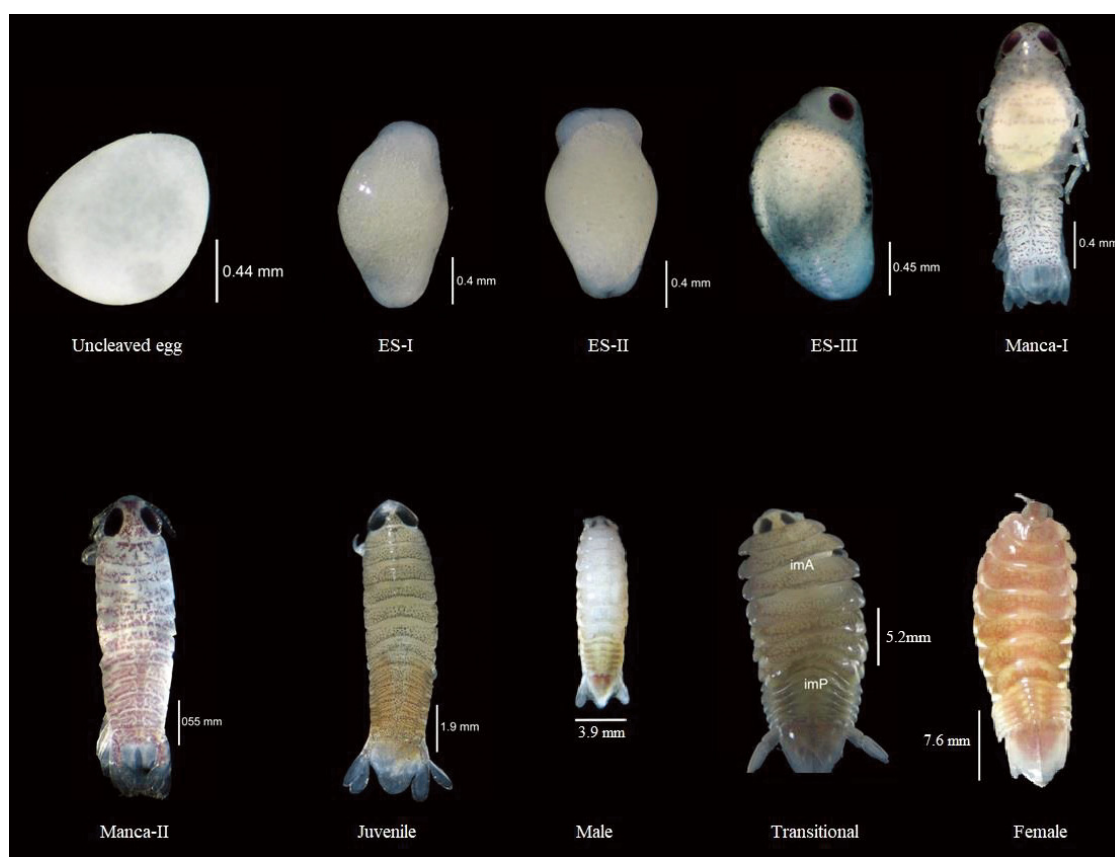 0.44 mm
0.4 mm
0.4 mm
0.45 mm
0.4 mm
Uncleaved egg
ES-I
ES-II
ES-III
Manca-I
imA
5.2mm
imP
055 mm
1.9 mm
3.9 mm
7.6 mm
Manca-II
Juvenile
Male
Transitional
Female